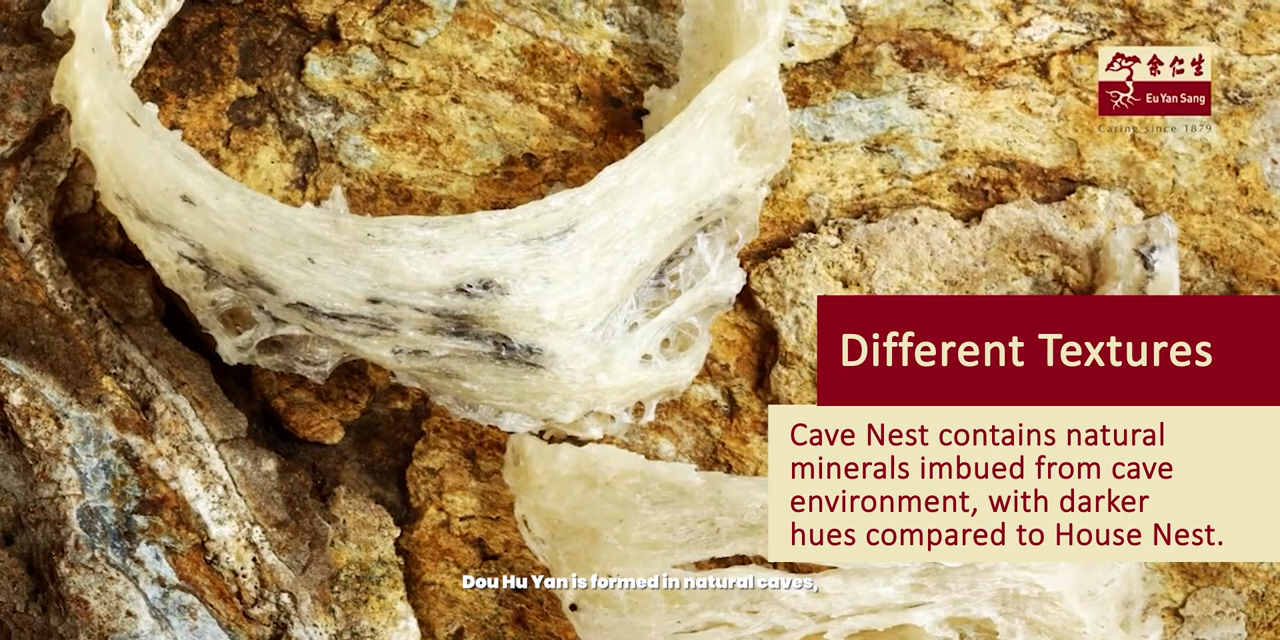 余仁生
Eu Yan Sang
Caring since 1879
Different Textures
Cave Nest contains natural
minerals imbued from cave
environment, with darker
hues compared to House Nest.
Dou Hu Yan is formed in natural caves,